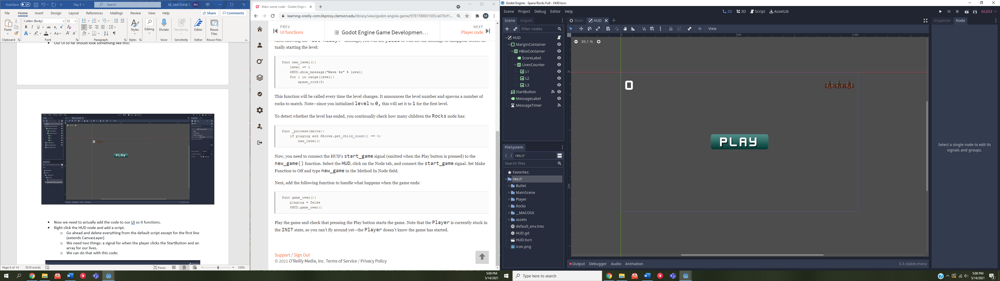 AutoSave Off Day 5 Search RE, MATTHEW J RM
File Home Insert Draw Design Layout References Mailings Review View Help Share Comments
Calibri (Body) 12
Paste Styles Editing Dictate Sensitivity Editor Reuse Files
Clipboard Font Paragraph Styles Voice Sensitivity Editor Reuse Files
Our UI so far should look something like this:
PLAY
Now we need to actually add the code to our UI so it functions.
Right click the HUD node and add a script.
Go ahead and delete everything from the default script except for the first line
(extends CanvasLayer)
We need two things: a signal for when the player clicks the StartButton and an
array for our lives.
We can do that with this code:
Page 6 of 14 3018 words Focus 100%
Main scene code - Godot Engine
learning-oreilly-com.libproxy.clemson.edu/library/view/godot-engine-game/9781788831505/a070cf1...
PREV
UI functions
Godot Engine Game Developmen...
NEXT
Player code
tually starting the level:
func new_level():
level += 1
$HUD.show_message("Wave %s" % level)
for i in range(level):
spawn_rock(3)
This function will be called every time the level changes. It announces the level number and spawns a number of
rocks to match. Note—since you initialized level to 0, this will set it to 1 for the first level.
To detect whether the level has ended, you continually check how many children the Rocks node has:
func _process(delta):
if playing and $Rocks.get_child_count() == 0:
new_level()
Now, you need to connect the HUD's start_game signal (emitted when the Play button is pressed) to the
new_game() function. Select the HUD, click on the Node tab, and connect the start_game signal. Set Make
Function to Off and type new_game in the Method In Node field.
Next, add the following function to handle what happens when the game ends:
func game_over():
playing = false
$HUD.game_over()
Play the game and check that pressing the Play button starts the game. Note that the Player is currently stuck in
the INIT state, so you can't fly around yet—the Player doesn't know the game has started.
Support / Sign Out
© 2021 O'Reilly Media, Inc. Terms of Service / Privacy Policy
5:08 PM
5/14/2021
Godot Engine - Space Rocks Full - HUD.tscn
Scene Project Debug Editor Help 2D 3D Script AssetLib GLES3
Scene Import Main HUD Inspector Node
Filter nodes View
HUD
MarginContainer
HBoxContainer
ScoreLabel
LivesCounter
L1
L2
L3
StartButton
MessageLabel
MessageTimer
89.1 %
0 500 1000
0
500
0
PLAY
Select a single node to edit its
signals and groups.
FileSystem
res://
Search files
Favorites:
res://
Bullet
MainScene
Player
Rocks
__MACOSX
assets
default_env.tres
HUD.gd
HUD.tscn
icon.png
Output Debugger Audio Animation 3.3.stable.mono
Type here to search
5:08 PM
5/14/2021